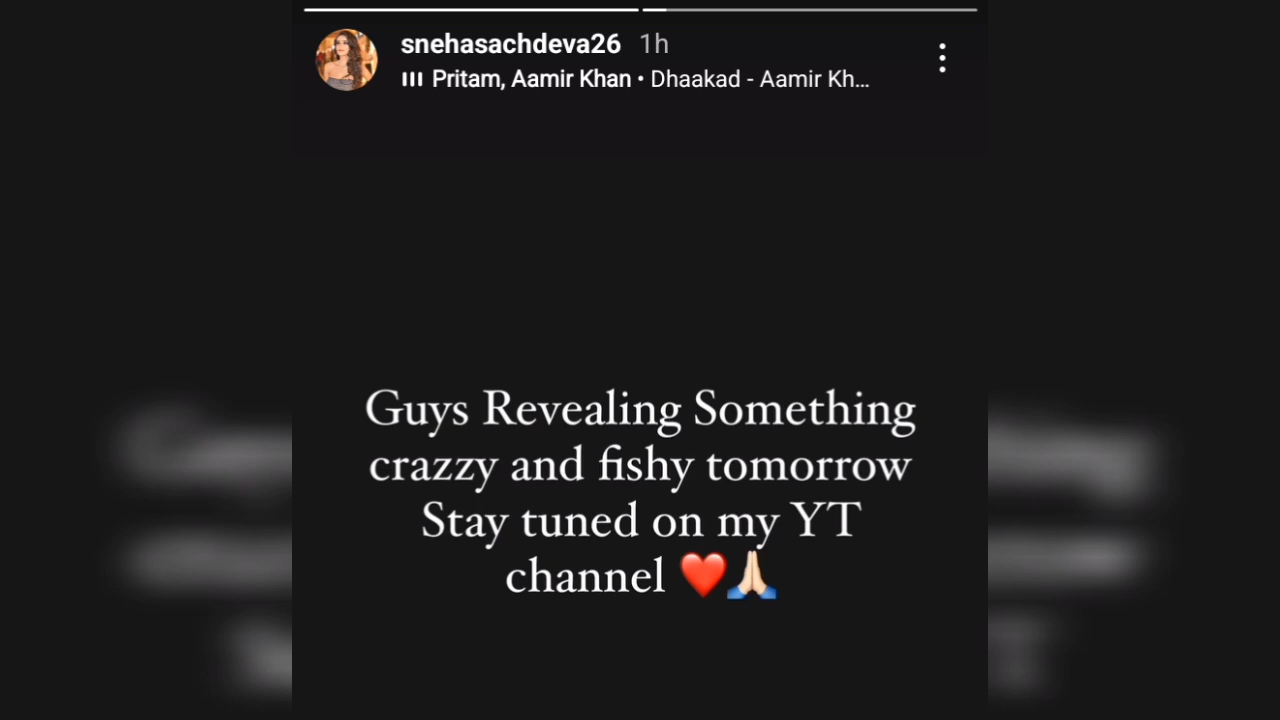 snehasachdeva26 1h
Pritam, Aamir Khan • Dhaakad - Aamir Kh...
Guys Revealing Something
crazzy and fishy tomorrow
Stay tuned on my YT
channel ❤️🙏🏻